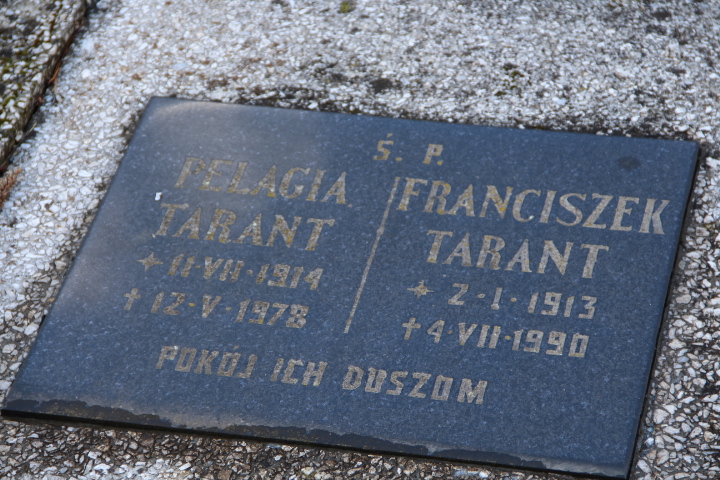 Ś. P.
PELAGIA
TARANT
11·VII·1914
12·V·1978
FRANCISZEK
TARANT
2·I·1913
4·VII·1990
POKÓJ ICH DUSZOM